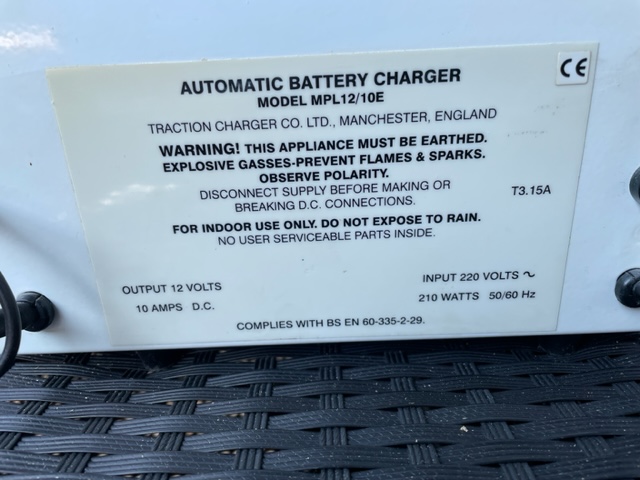 AUTOMATIC BATTERY CHARGER
CE
MODEL MPL12/10E
TRACTION CHARGER CO. LTD., MANCHESTER, ENGLAND
WARNING! THIS APPLIANCE MUST BE EARTHED.
EXPLOSIVE GASSES-PREVENT FLAMES & SPARKS.
OBSERVE POLARITY.
DISCONNECT SUPPLY BEFORE MAKING OR
BREAKING D.C. CONNECTIONS.
T3.15A
FOR INDOOR USE ONLY. DO NOT EXPOSE TO RAIN.
NO USER SERVICEABLE PARTS INSIDE.
OUTPUT 12 VOLTS
10 AMPS D.C.
INPUT 220 VOLTS ~
210 WATTS 50/60 Hz
COMPLIES WITH BS EN 60-335-2-29.